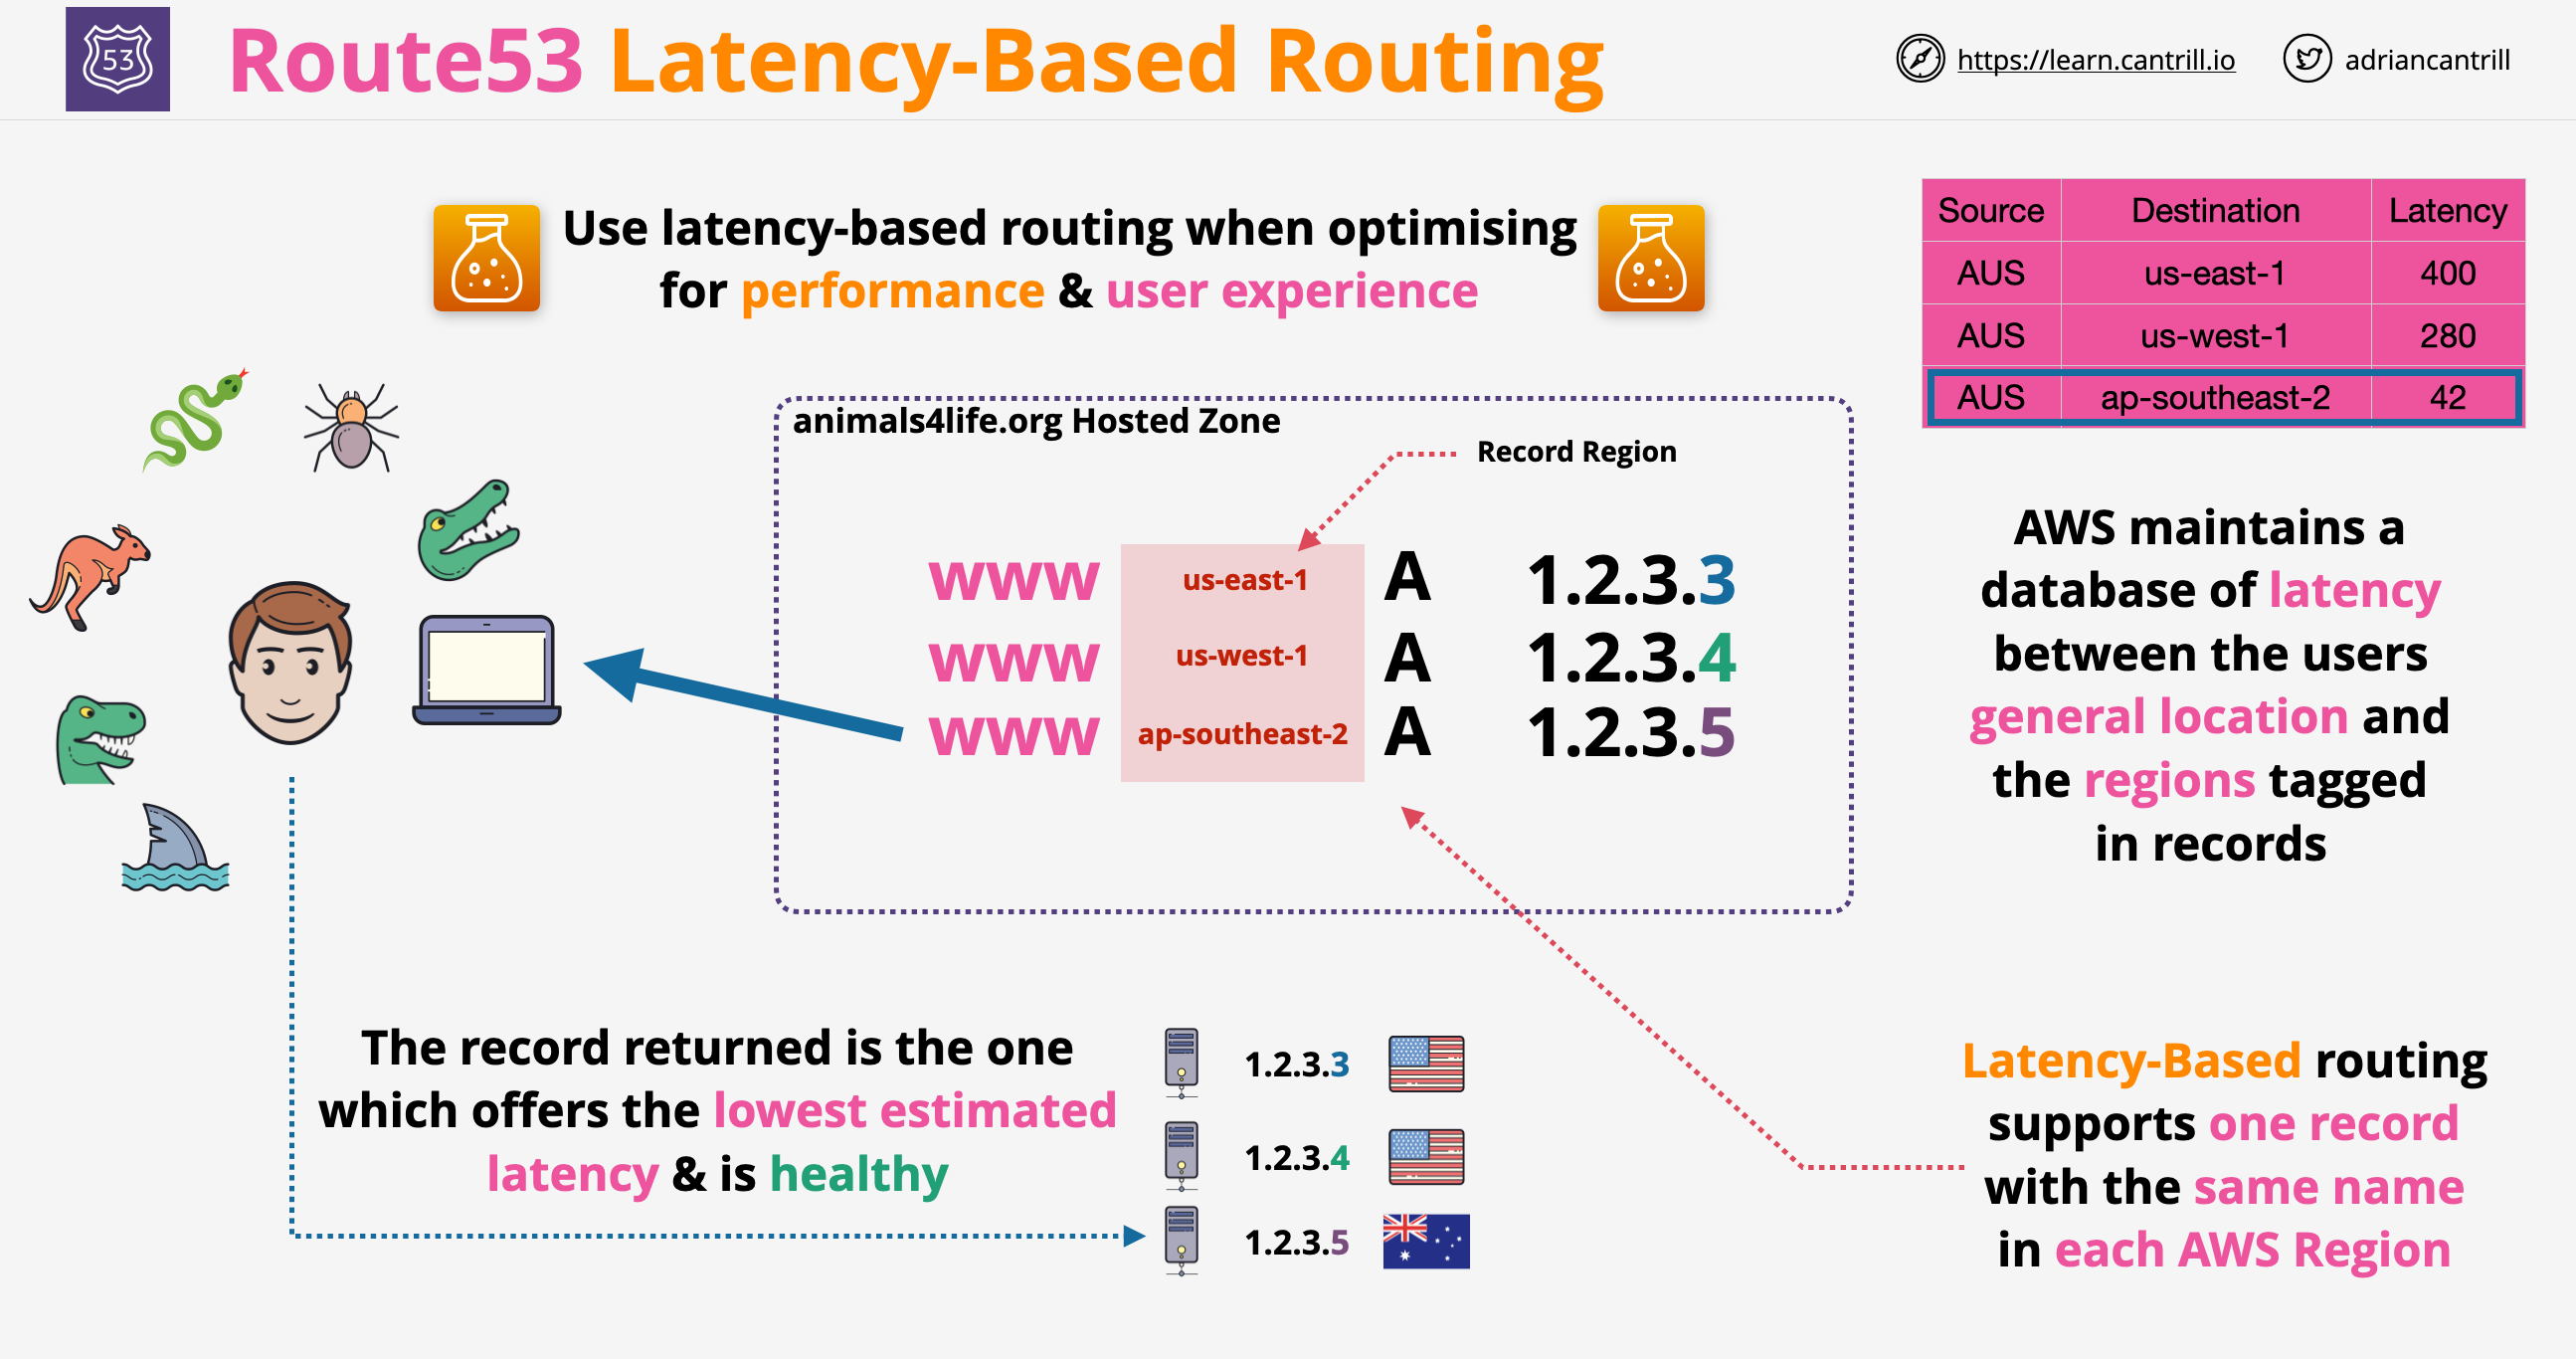 53
Route53 Latency-Based Routing
https://learn.cantrill.io
adriancantrill
Use latency-based routing when optimising
for performance & user experience
Source Destination Latency
AUS us-east-1 400
AUS us-west-1 280
AUS ap-southeast-2 42
animals4life.org Hosted Zone
Record Region
www us-east-1 A 1.2.3.3
www us-west-1 A 1.2.3.4
www ap-southeast-2 A 1.2.3.5
AWS maintains a
database of latency
between the users
general location and
the regions tagged
in records
The record returned is the one
which offers the lowest estimated
latency & is healthy
1.2.3.3
1.2.3.4
1.2.3.5
Latency-Based routing
supports one record
with the same name
in each AWS Region